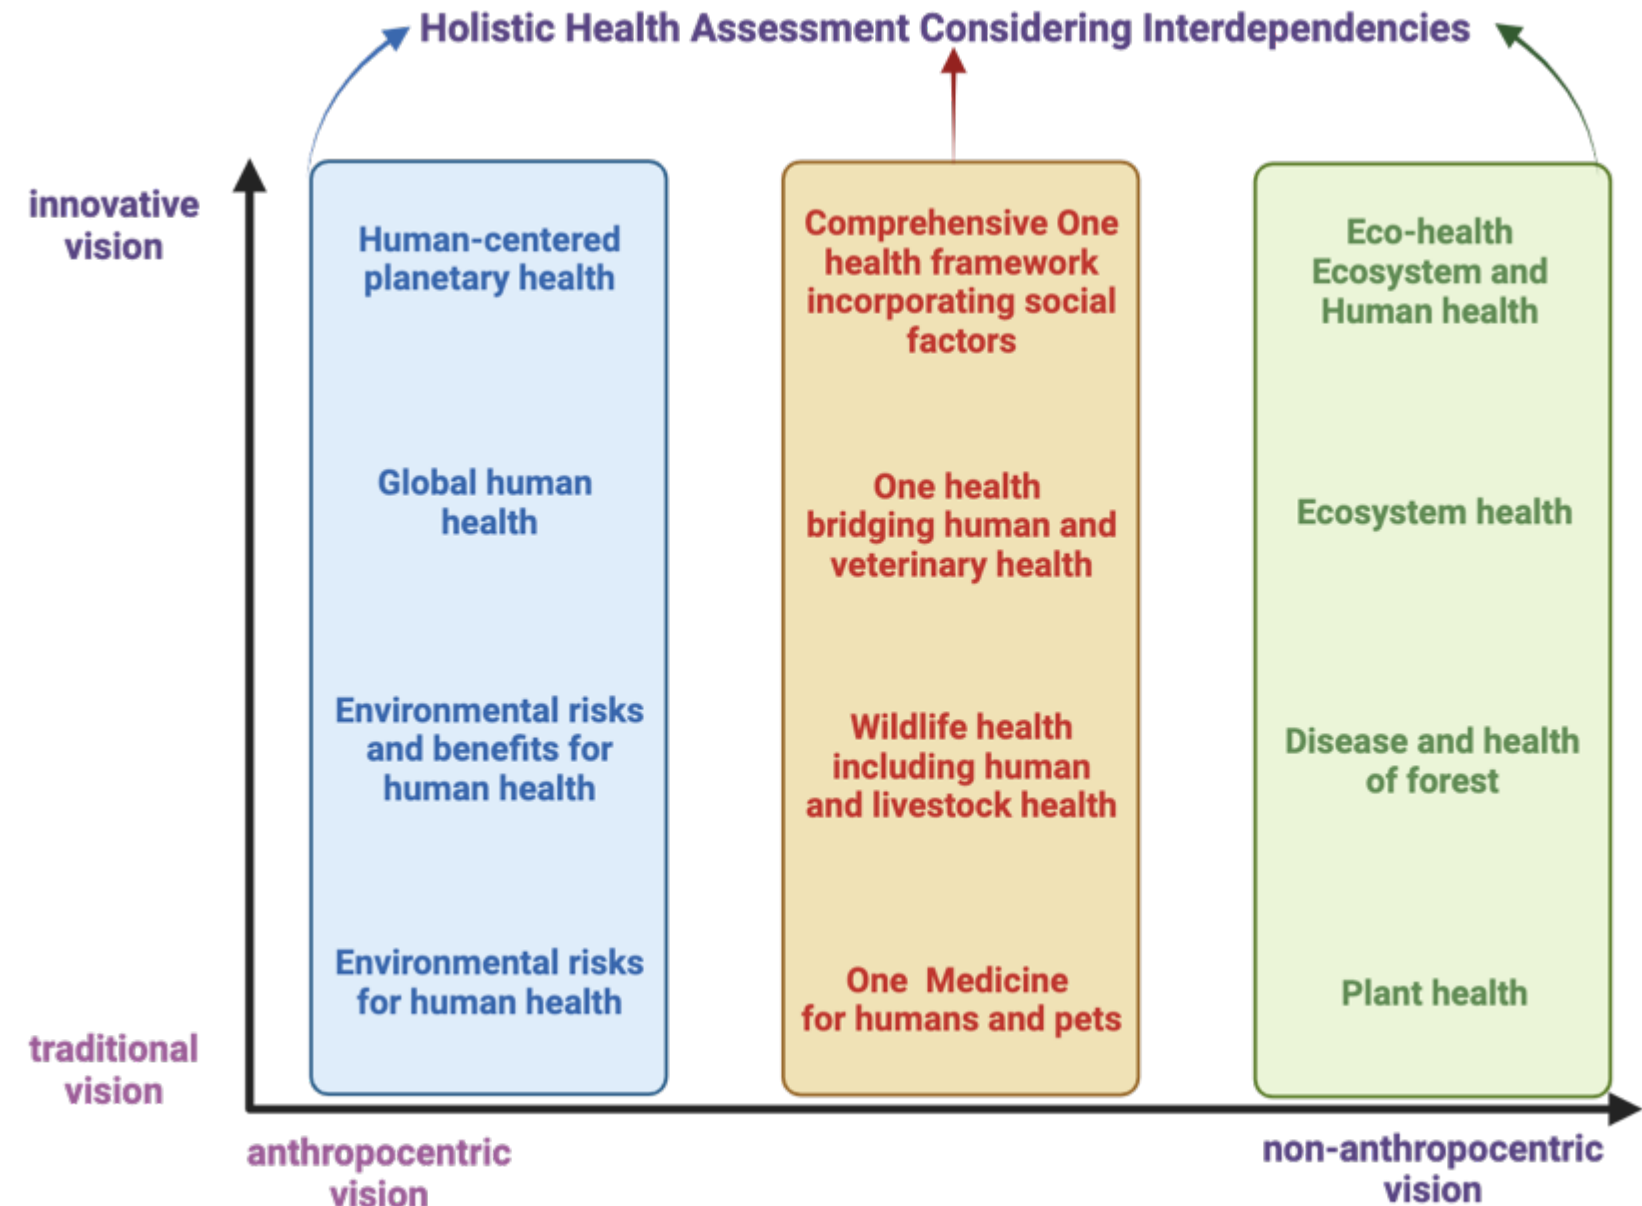 Holistic Health Assessment Considering Interdependencies
innovative
vision
Human-centered
planetary health
Global human
health
Environmental risks
and benefits for
human health
Environmental risks
for human health
Comprehensive One
health framework
incorporating social
factors
One health
bridging human and
veterinary health
Wildlife health
including human
and livestock health
One Medicine
for humans and pets
Eco-health
Ecosystem and
Human health
Ecosystem health
Disease and health
of forest
Plant health
traditional
vision
anthropocentric
vision
non-anthropocentric
vision